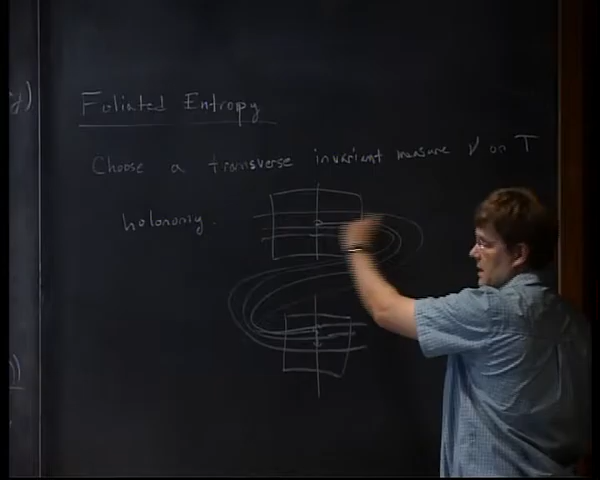 Foliated Entropy
Choose a transverse invariant measure ν on T
holonomy.